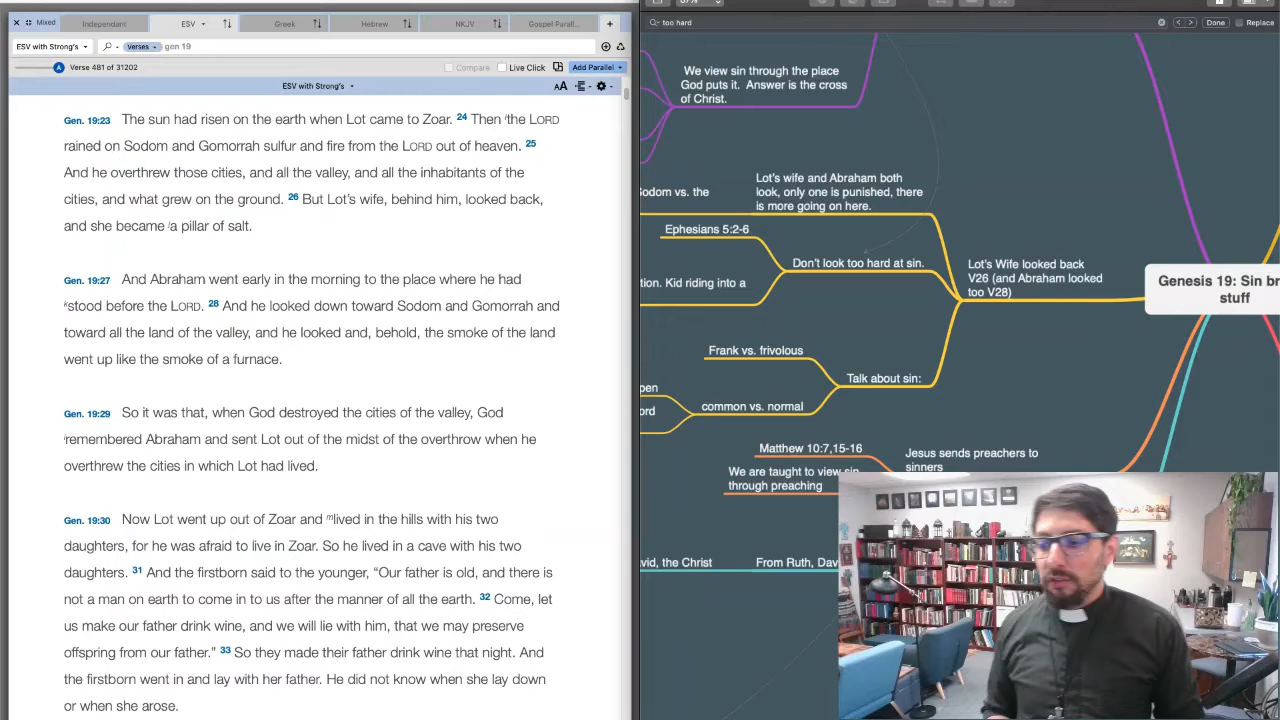 Mixed
Independant
ESV
Greek
Hebrew
NKJV
Gospel Parall...
ESV with Strong's
Verses
gen 19
Verse 481 of 31202
Compare
Live Click
Add Parallel
ESV with Strong's
AA
Gen. 19:23 The sun had risen on the earth when Lot came to Zoar. 24 Then the LORD
rained on Sodom and Gomorrah sulfur and fire from the LORD out of heaven. 25
And he overthrew those cities, and all the valley, and all the inhabitants of the
cities, and what grew on the ground. 26 But Lot's wife, behind him, looked back,
and she became a pillar of salt.
Gen. 19:27 And Abraham went early in the morning to the place where he had
stood before the LORD. 28 And he looked down toward Sodom and Gomorrah and
toward all the land of the valley, and he looked and, behold, the smoke of the land
went up like the smoke of a furnace.
Gen. 19:29 So it was that, when God destroyed the cities of the valley, God
remembered Abraham and sent Lot out of the midst of the overthrow when he
overthrew the cities in which Lot had lived.
Gen. 19:30 Now Lot went up out of Zoar and mlived in the hills with his two
daughters, for he was afraid to live in Zoar. So he lived in a cave with his two
daughters. 31 And the firstborn said to the younger, “Our father is old, and there is
not a man on earth to come in to us after the manner of all the earth. 32 Come, let
us make our father drink wine, and we will lie with him, that we may preserve
offspring from our father.” 33 So they made their father drink wine that night. And
the firstborn went in and lay with her father. He did not know when she lay down
or when she arose.
too hard
Done
Replace
We view sin through the place
God puts it. Answer is the cross
of Christ.
Sodom vs. the
Lot's wife and Abraham both
look, only one is punished, there
is more going on here.
Ephesians 5:2-6
Don't look too hard at sin.
tion. Kid riding into a
Lot's Wife looked back
V26 (and Abraham looked
too V28)
Genesis 19: Sin br
stuff
Frank vs. frivolous
Talk about sin:
pen
ord
common vs. normal
Matthew 10:7,15-16
We are taught to view sin
through preaching
Jesus sends preachers to
sinners
vid, the Christ
From Ruth, Dav